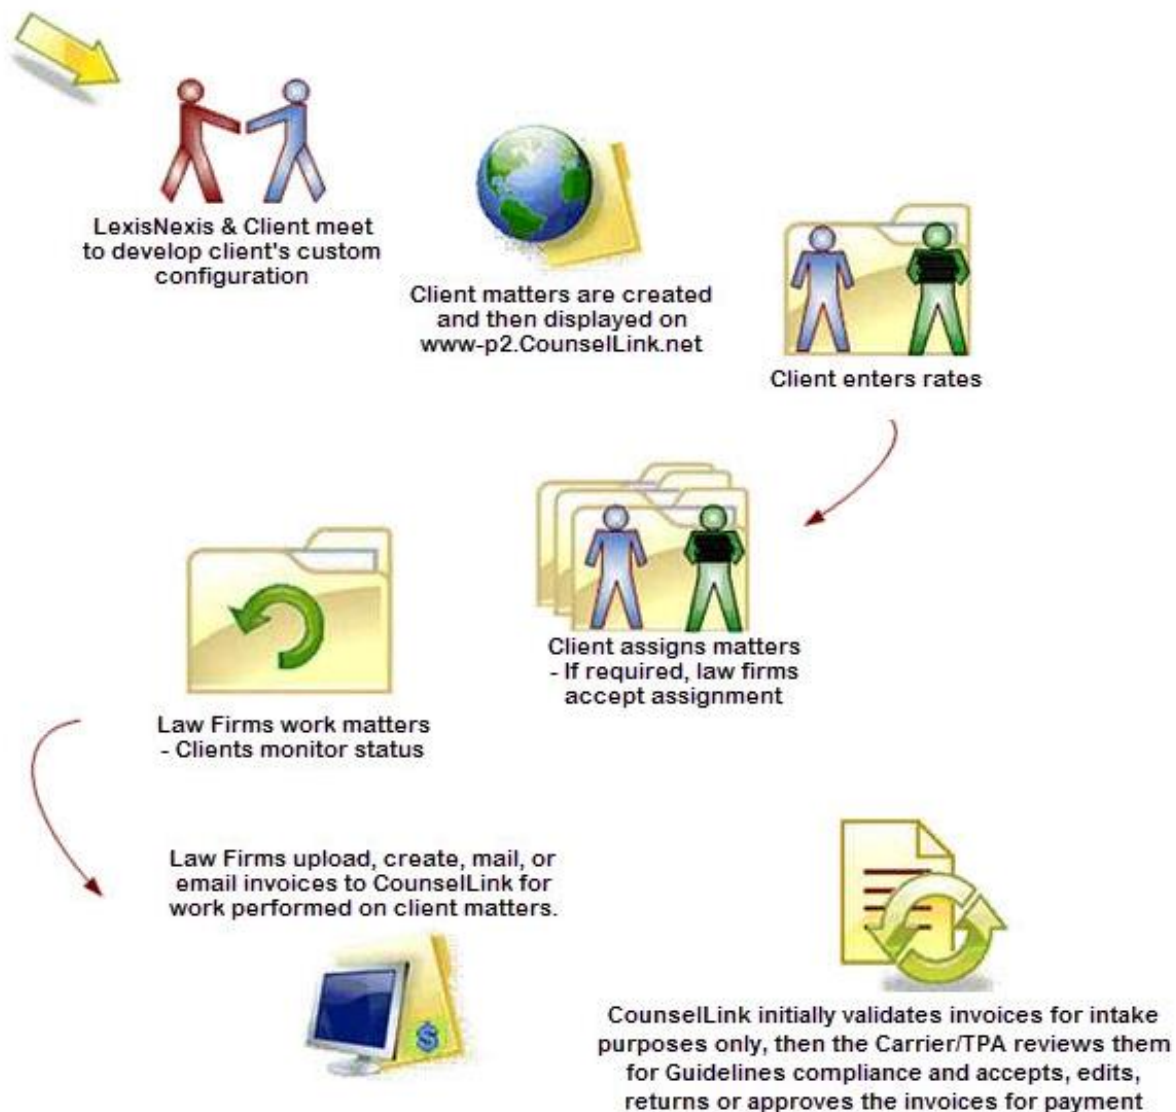 LexisNexis & Client meet
to develop client's custom
configuration
Client matters are created
and then displayed on
www-p2.CounselLink.net
Client enters rates
Client assigns matters
- If required, law firms
accept assignment
Law Firms work matters
- Clients monitor status
Law Firms upload, create, mail, or
email invoices to CounselLink for
work performed on client matters.
$
CounselLink initially validates invoices for intake
purposes only, then the Carrier/TPA reviews them
for Guidelines compliance and accepts, edits,
returns or approves the invoices for payment